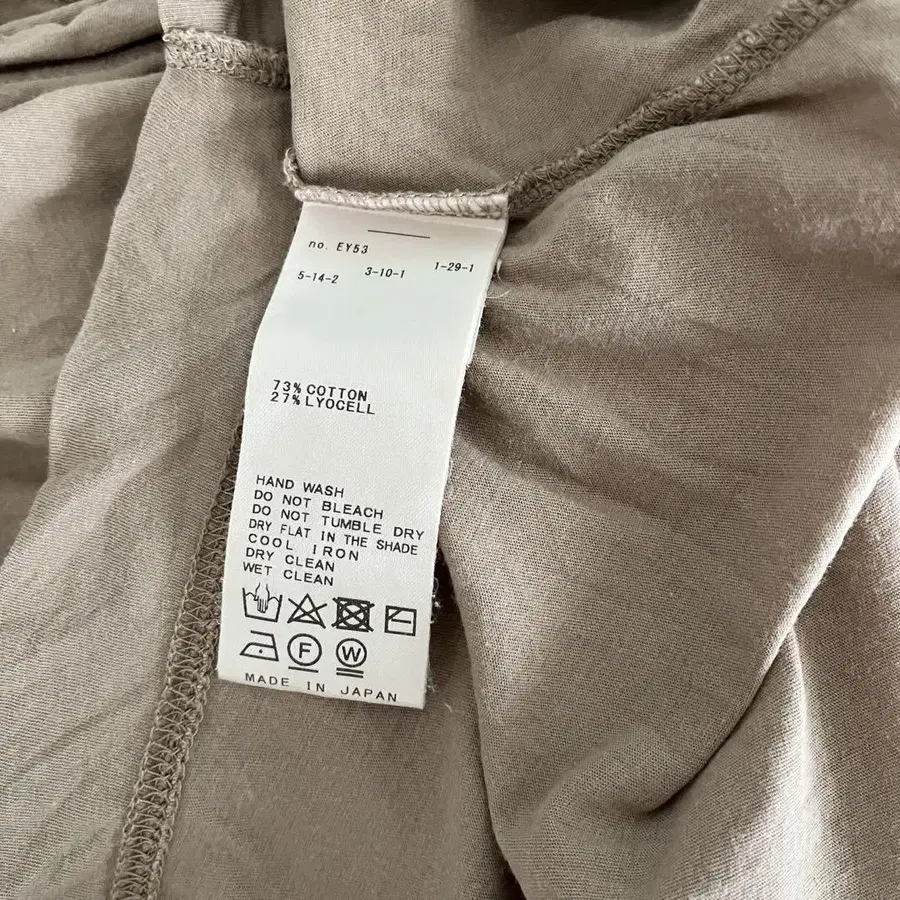 no. EY53
5-14-2 3-10-1 1-29-1
73% COTTON
27% LYOCELL
HAND WASH
DO NOT BLEACH
DO NOT TUMBLE DRY
DRY FLAT IN THE SHADE
COOL IRON
DRY CLEAN
WET CLEAN
F W
MADE IN JAPAN